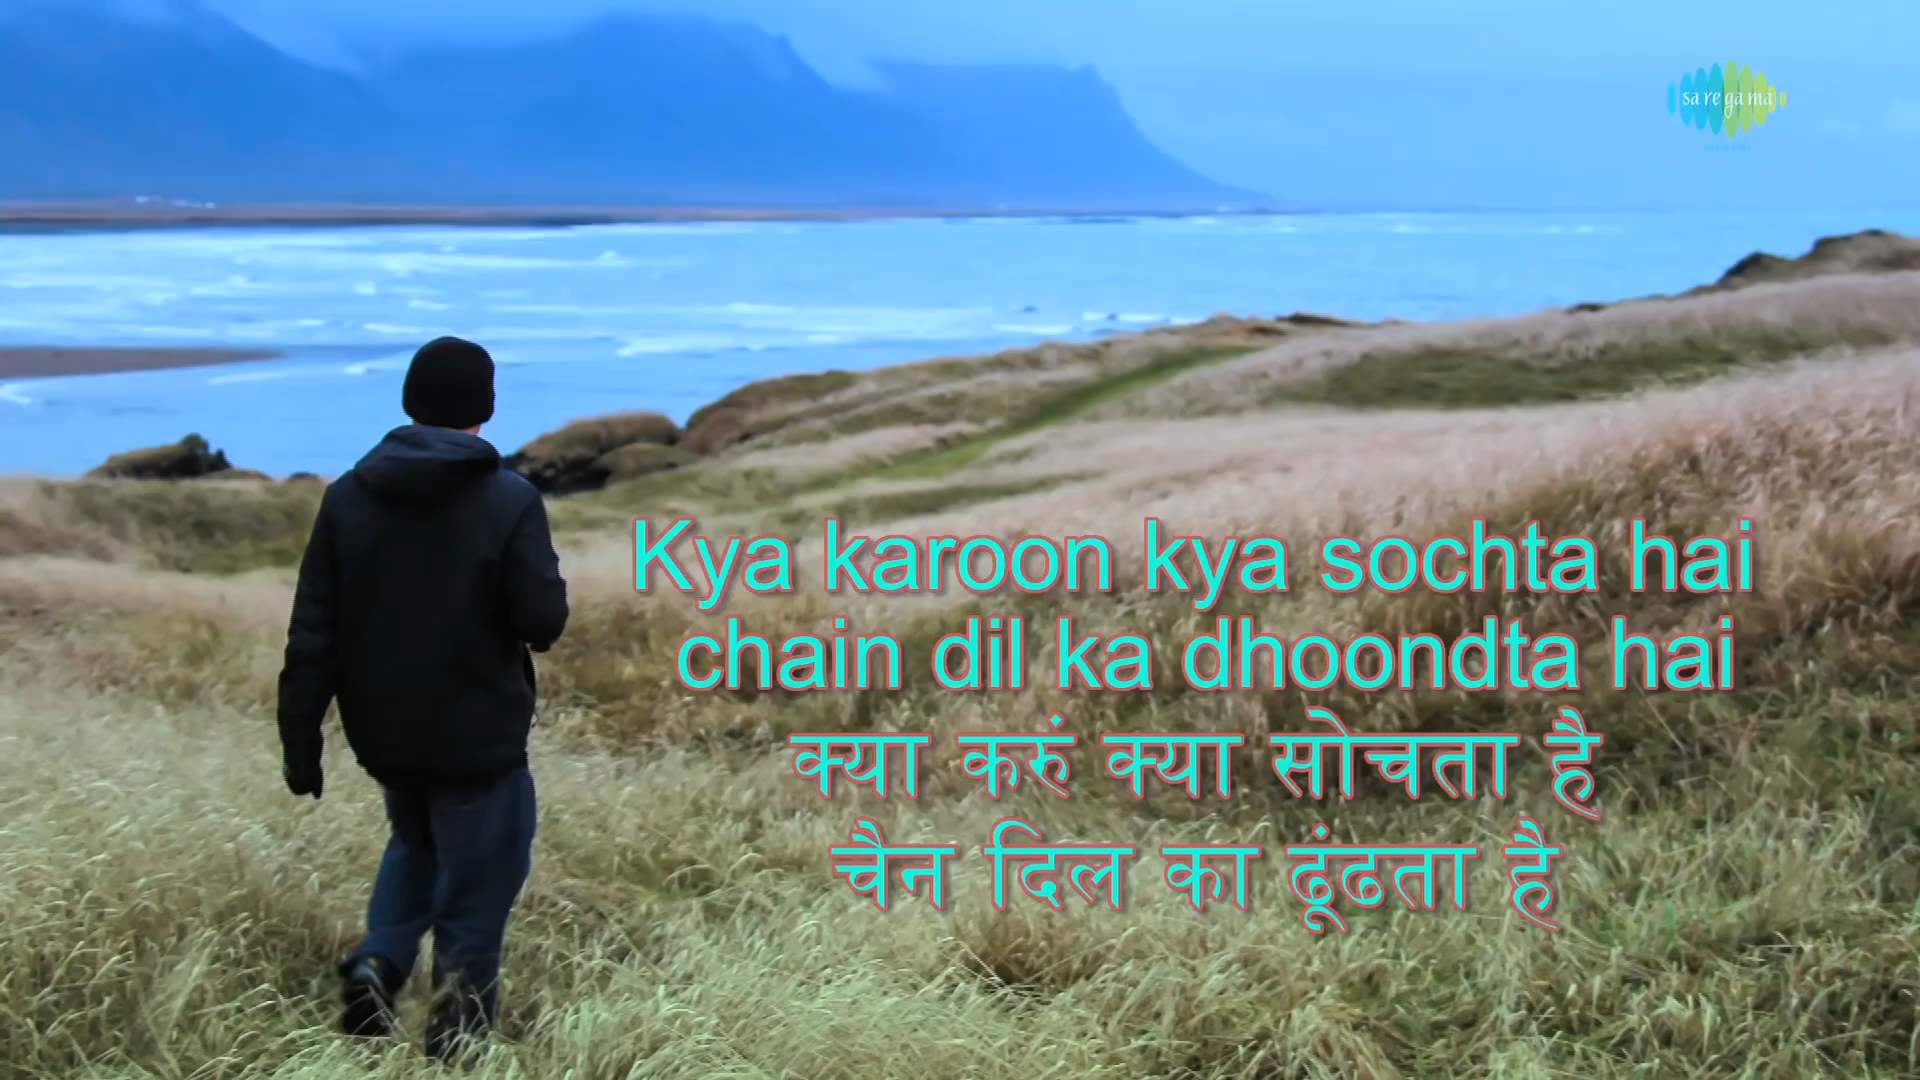 sa re ga ma
Kya karoon kya sochta hai
chain dil ka dhoondta hai
क्या करुं क्या सोचता है
चैन दिल का ढूंढता है